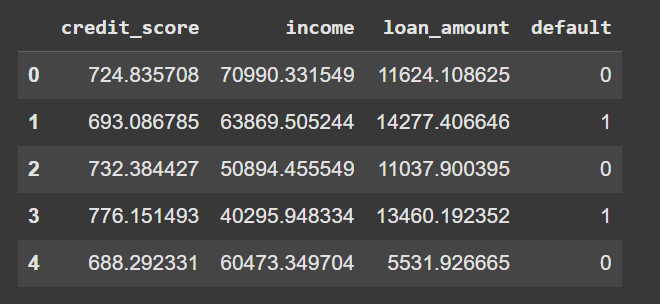 credit_score income loan_amount default
0 724.835708 70990.331549 11624.108625 0
1 693.086785 63869.505244 14277.406646 1
2 732.384427 50894.455549 11037.900395 0
3 776.151493 40295.948334 13460.192352 1
4 688.292331 60473.349704 5531.926665 0